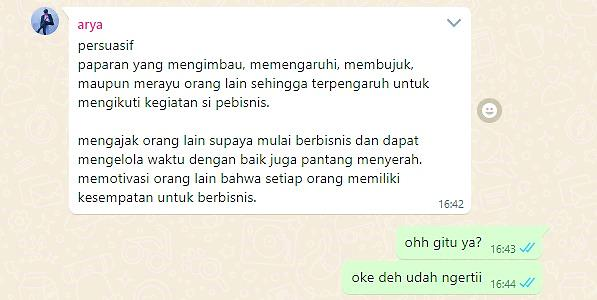 arya
persuasif
paparan yang mengimbau, memengaruhi, membujuk,
maupun merayu orang lain sehingga terpengaruh untuk
mengikuti kegiatan si pebisnis.
mengajak orang lain supaya mulai berbisnis dan dapat
mengelola waktu dengan baik juga pantang menyerah.
memotivasi orang lain bahwa setiap orang memiliki
kesempatan untuk berbisnis.
16:42
ohh gitu ya? 16:43
oke deh udah ngertii 16:44